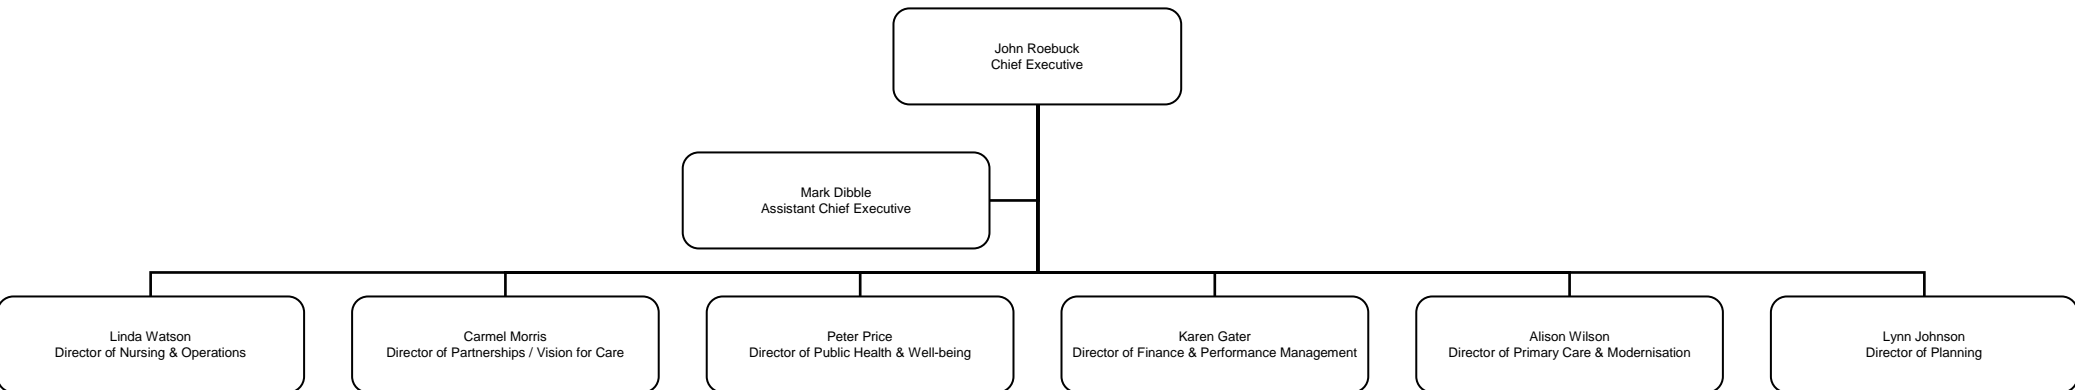 John Roebuck
Chief Executive
Mark Dibble
Assistant Chief Executive
Linda Watson
Director of Nursing & Operations
Carmel Morris
Director of Partnerships / Vision for Care
Peter Price
Director of Public Health & Well-being
Karen Gater
Director of Finance & Performance Management
Alison Wilson
Director of Primary Care & Modernisation
Lynn Johnson
Director of Planning